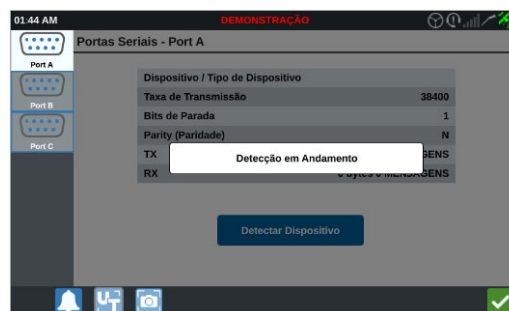 01:44 AM DEMONSTRAÇÃO
Portas Seriais - Port A
Port A
Port B
Port C
Dispositivo / Tipo de Dispositivo
Taxa de Transmissão 38400
Bits de Parada 1
Parity (Paridade) N
TX
Detecção em Andamento
RX
Detectar Dispositivo
UT